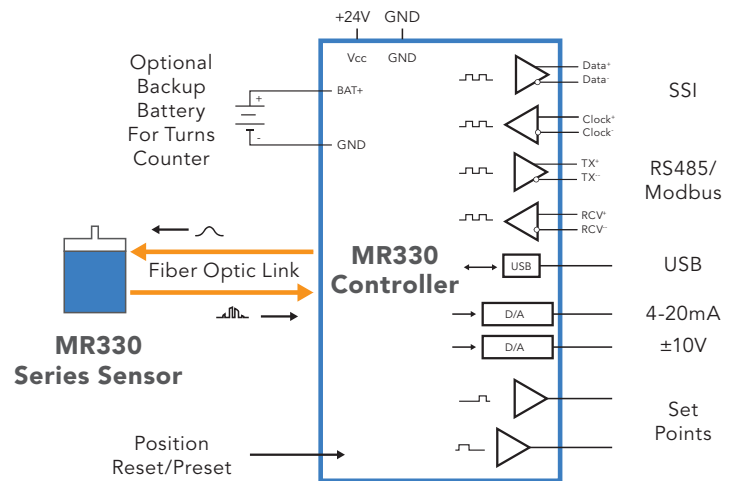 +24V GND
Vcc GND
Optional
Backup
Battery
For Turns
Counter
+
-
BAT+
GND
Data+
Data-
SSI
Clock+
Clock-
TX+
TX-
RS485/
Modbus
RCV+
RCV-
Fiber Optic Link
MR330
Controller
USB
USB
D/A
4-20mA
D/A
±10V
MR330
Series Sensor
Set
Points
Position
Reset/Preset